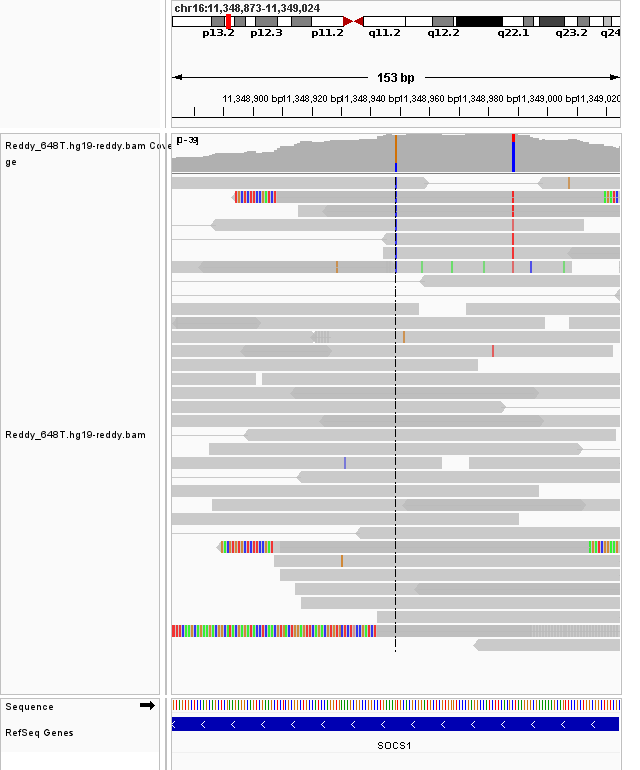 chr16:11,348,873-11,349,024
p13.2 p12.3 p11.2 q11.2 q12.2 q22.1 q23.2 q24
153 bp
11,348,900 bp 11,348,920 bp 11,348,940 bp 11,348,960 bp 11,348,980 bp 11,349,000 bp 11,349,020
Reddy_648T.hg19-reddy.bam Cove
ge
[0-39]
Reddy_648T.hg19-reddy.bam
Sequence
RefSeq Genes
SOCS1